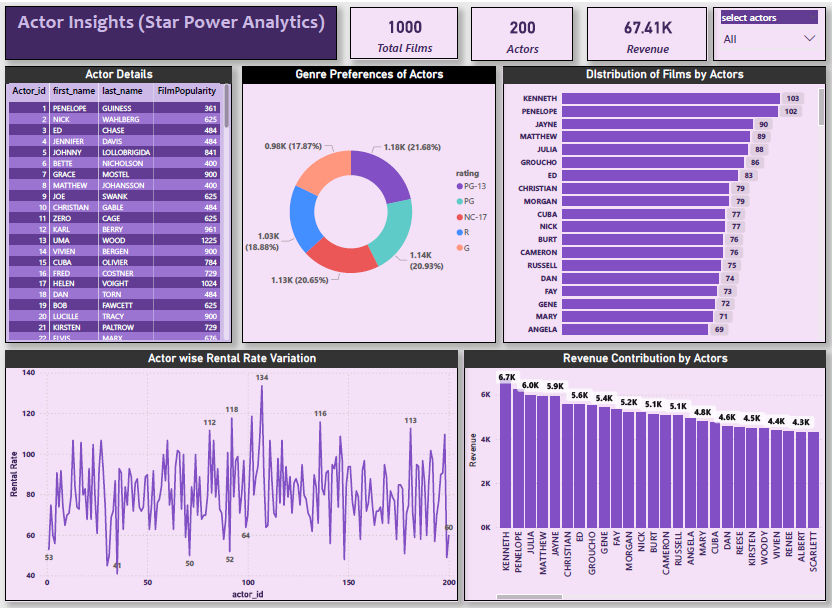 Actor Insights (Star Power Analytics)
1000
Total Films
200
Actors
67.41K
Revenue
select actors
All
Actor Details
Actor_id first_name last_name FilmPopularity
1 PENELOPE GUINESS 361
2 NICK WAHLBERG 625
3 ED CHASE 484
4 JENNIFER DAVIS 484
5 JOHNNY LOLLOBRIGIDA 841
6 BETTE NICHOLSON 400
7 GRACE MOSTEL 900
8 MATTHEW JOHANSSON 400
9 JOE SWANK 625
10 CHRISTIAN GABLE 484
11 ZERO CAGE 625
12 KARL BERRY 961
13 UMA WOOD 1225
14 VIVIEN BERGEN 900
15 CUBA OLIVIER 784
16 FRED COSTNER 729
17 HELEN VOIGHT 1024
18 DAN TORN 484
19 BOB FAWCETT 625
20 LUCILLE TRACY 900
21 KIRSTEN PALTROW 729
22 ELVIS MARX 676
Genre Preferences of Actors
0.98K (17.87%)
1.18K (21.68%)
1.03K
(18.88%)
1.14K
(20.93%)
1.13K (20.65%)
rating
PG-13
PG
NC-17
R
G
DIstribution of Films by Actors
KENNETH 103
PENELOPE 102
JAYNE 90
MATTHEW 89
JULIA 88
GROUCHO 86
ED 83
CHRISTIAN 79
MORGAN 79
CUBA 77
NICK 77
BURT 76
CAMERON 76
RUSSELL 75
DAN 74
FAY 73
GENE 72
MARY 71
ANGELA 69
Actor wise Rental Rate Variation
Rental Rate
140
120
100
80
60
40
53
41
50
112
118
52
64
134
116
113
60
0 50 100 150 200
actor_id
Revenue Contribution by Actors
Revenue
6K
4K
2K
0K
6.7K
6.0K
5.9K
5.6K
5.4K
5.2K
5.1K
5.1K
4.8K
4.6K
4.5K
4.4K
4.3K
KENNETH
PENELOPE
JULIA
MATTHEW
JAYNE
CHRISTIAN
ED
GROUCHO
GENE
FAY
MORGAN
NICK
BURT
CAMERON
RUSSELL
ANGELA
MARY
CUBA
DAN
REESE
KIRSTEN
WOODY
VIVIEN
RENEE
ALBERT
SCARLETT